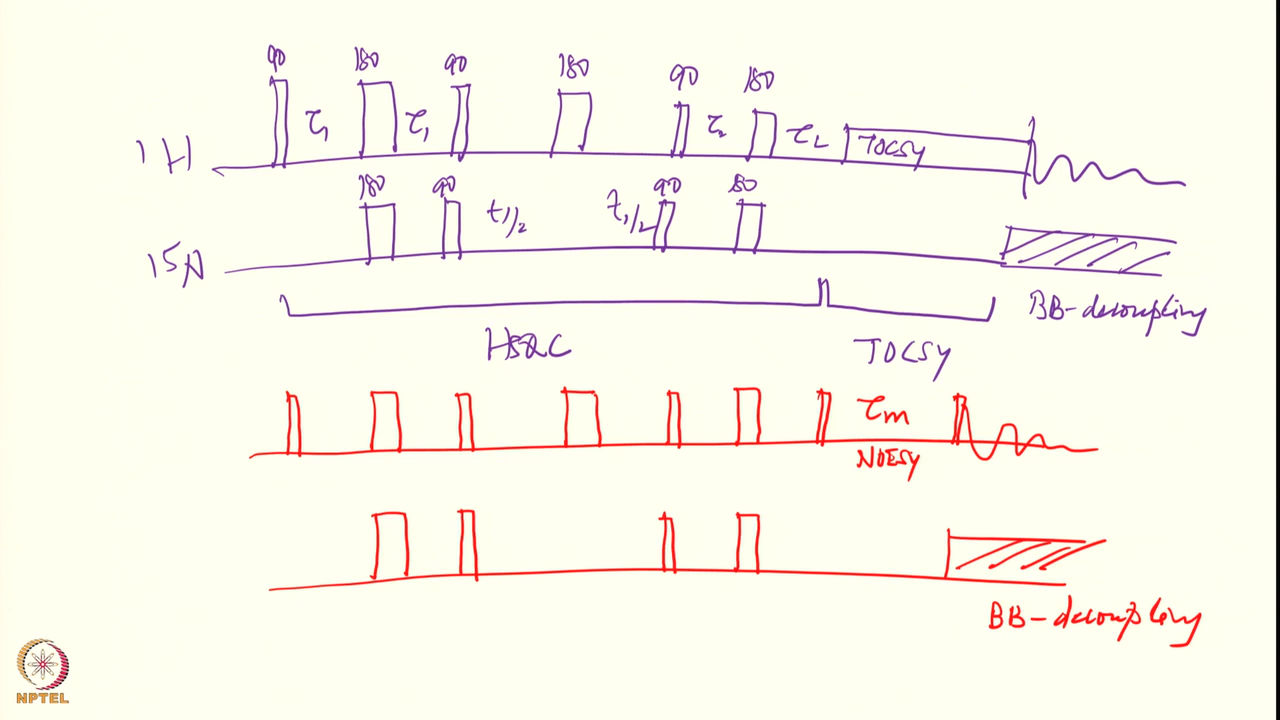 90 180 90 180 90 180
1H τ1 τ1 τ2 τ2 TOCSY
180 90 t1/2 t1/2 90 180
15N
BB-decoupling
HSQC TOCSY
τm
NOESY
BB-decoupling
NPTEL